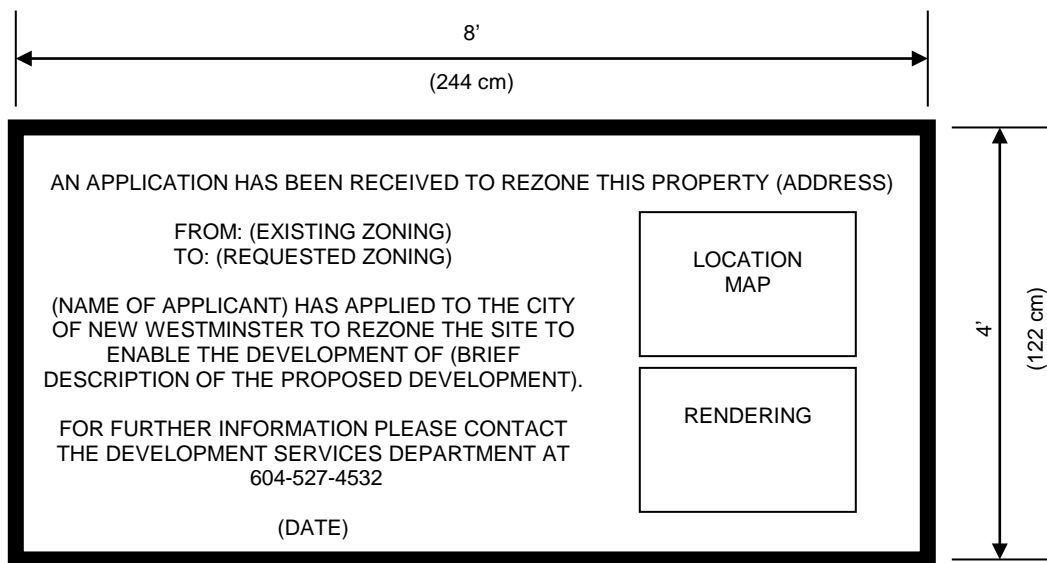 8’
(244 cm)
AN APPLICATION HAS BEEN RECEIVED TO REZONE THIS PROPERTY (ADDRESS)
FROM: (EXISTING ZONING)
TO: (REQUESTED ZONING)
(NAME OF APPLICANT) HAS APPLIED TO THE CITY
OF NEW WESTMINSTER TO REZONE THE SITE TO
ENABLE THE DEVELOPMENT OF (BRIEF
DESCRIPTION OF THE PROPOSED DEVELOPMENT).
FOR FURTHER INFORMATION PLEASE CONTACT
THE DEVELOPMENT SERVICES DEPARTMENT AT
604-527-4532
(DATE)
LOCATION
MAP
RENDERING
4’
(122 cm)